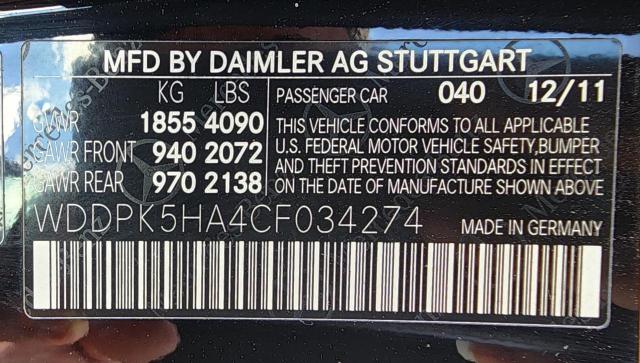 MFD BY DAIMLER AG STUTTGART
KG LBS PASSENGER CAR 040 12/11
GVWR 1855 4090
GAWR FRONT 940 2072
GAWR REAR 970 2138
THIS VEHICLE CONFORMS TO ALL APPLICABLE
U.S. FEDERAL MOTOR VEHICLE SAFETY,BUMPER
AND THEFT PREVENTION STANDARDS IN EFFECT
ON THE DATE OF MANUFACTURE SHOWN ABOVE
WDDPK5HA4CF034274 MADE IN GERMANY